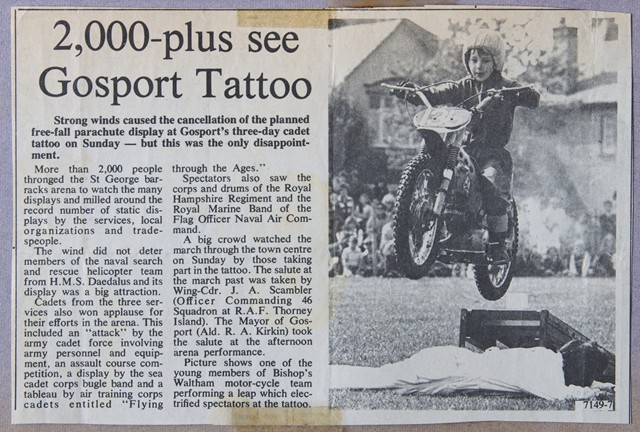 2,000-plus see
Gosport Tattoo
Strong winds caused the cancellation of the planned
free-fall parachute display at Gosport's three-day cadet
tattoo on Sunday — but this was the only disappoint-
ment.
More than 2,000 people
thronged the St George bar-
racks arena to watch the many
displays and milled around the
record number of static dis-
plays by the services, local
organizations and trade-
speople.
The wind did not deter
members of the naval search
and rescue helicopter team
from H.M.S. Daedalus and its
display was a big attraction.
Cadets from the three ser-
vices also won applause for
their efforts in the arena. This
included an "attack" by the
army cadet force involving
army personnel and equip-
ment, an assault course com-
petition, a display by the sea
cadet corps bugle band and a
tableau by air training corps
cadets entitled "Flying
through the Ages."
Spectators also saw the
corps and drums of the Royal
Hampshire Regiment and the
Royal Marine Band of the
Flag Officer Naval Air Com-
mand.
A big crowd watched the
march through the town centre
on Sunday by those taking
part in the tattoo. The salute at
the march past was taken by
Wing-Cdr. J. A. Scambler
(Officer Commanding 46
Squadron at R.A.F. Thorney
Island). The Mayor of Gos-
port (Ald. R. A. Kirkin) took
the salute at the afternoon
arena performance.
Picture shows one of the
young members of Bishop's
Waltham motor-cycle team
performing a leap which elec-
trified spectators at the tattoo.
7149-7